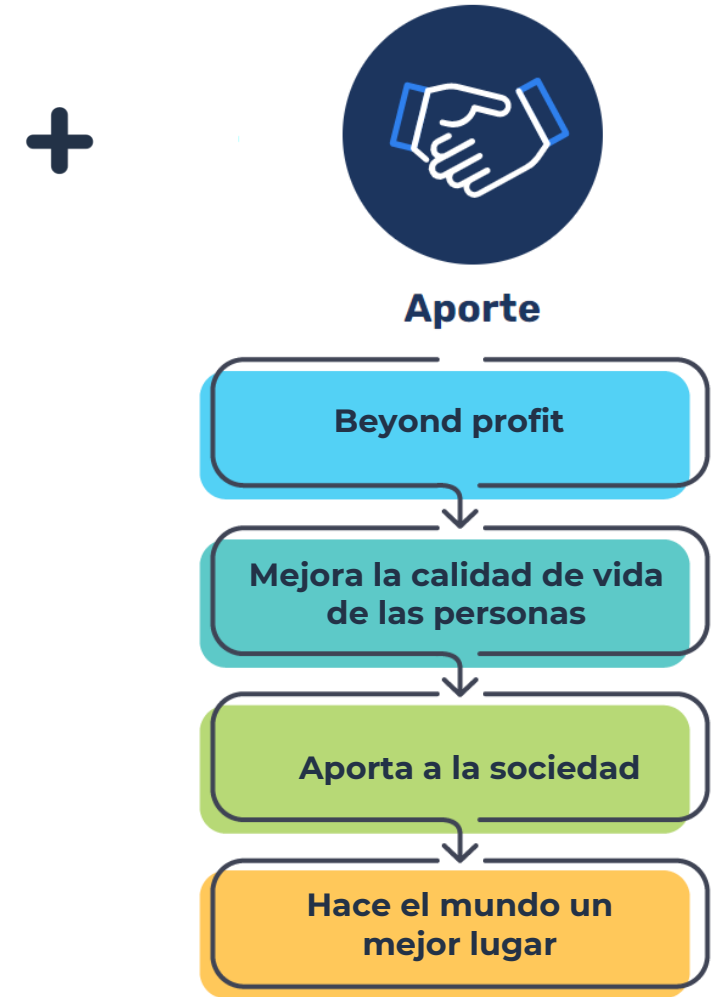 Aporte
Beyond profit
Mejora la calidad de vida
de las personas
Aporta a la sociedad
Hace el mundo un
mejor lugar